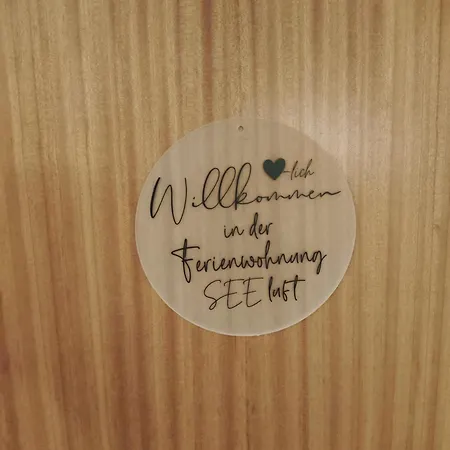 ♥-lich
Willkommen
in der
Ferienwohnung
SEE luft